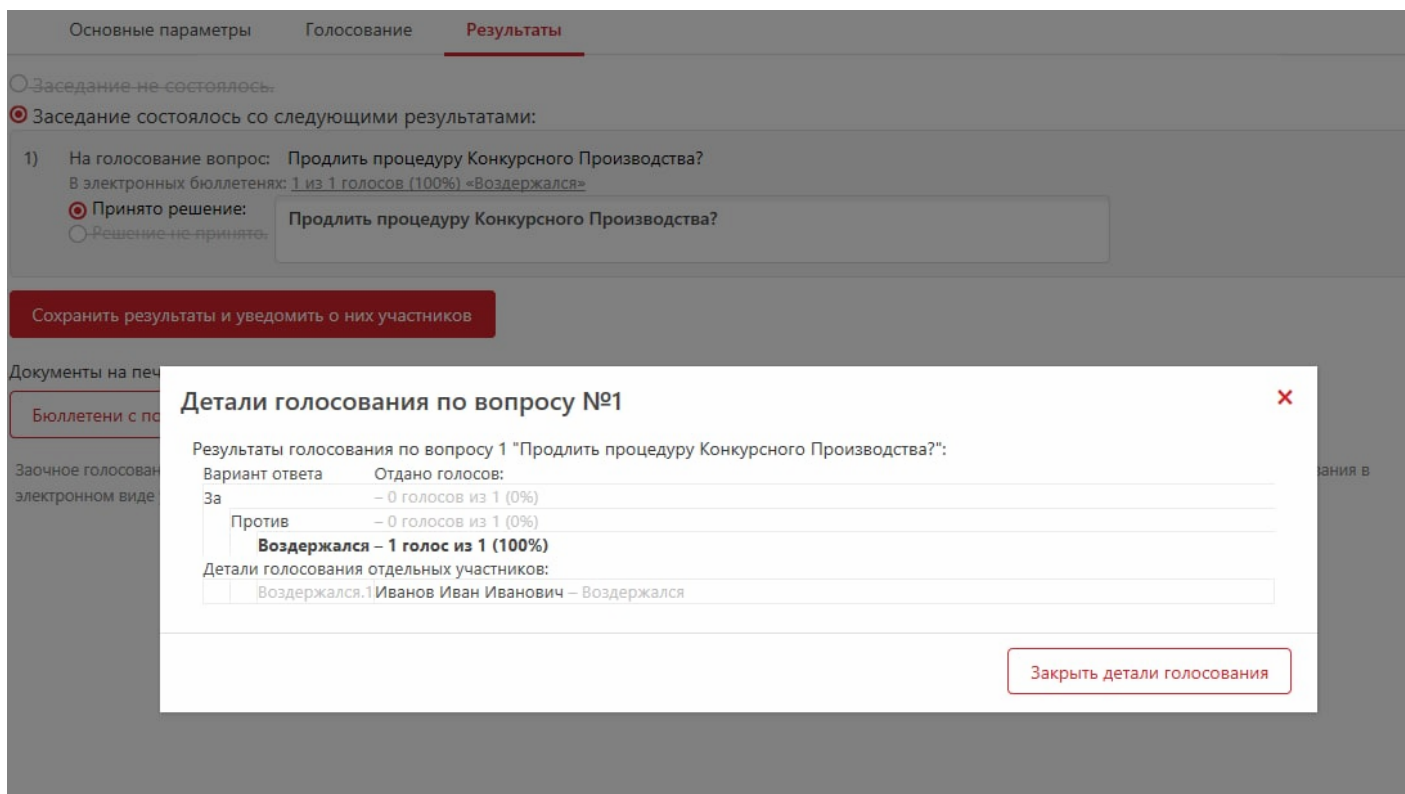 Основные параметры Голосование Результаты
Заседание не состоялось.
Заседание состоялось со следующими результатами:
1) На голосование вопрос: Продлить процедуру Конкурсного Производства?
В электронных бюллетенях: 1 из 1 голосов (100%) «Воздержался»
Принято решение: Продлить процедуру Конкурсного Производства?
Решение не принято.
Сохранить результаты и уведомить о них участников
Документы на печ
Бюллетени с по
Заочное голосован
ания в
электронном виде
Детали голосования по вопросу №1
×
Результаты голосования по вопросу 1 "Продлить процедуру Конкурсного Производства?":
Вариант ответа Отдано голосов:
За – 0 голосов из 1 (0%)
Против – 0 голосов из 1 (0%)
Воздержался – 1 голос из 1 (100%)
Детали голосования отдельных участников:
Воздержался.1 Иванов Иван Иванович – Воздержался
Закрыть детали голосования